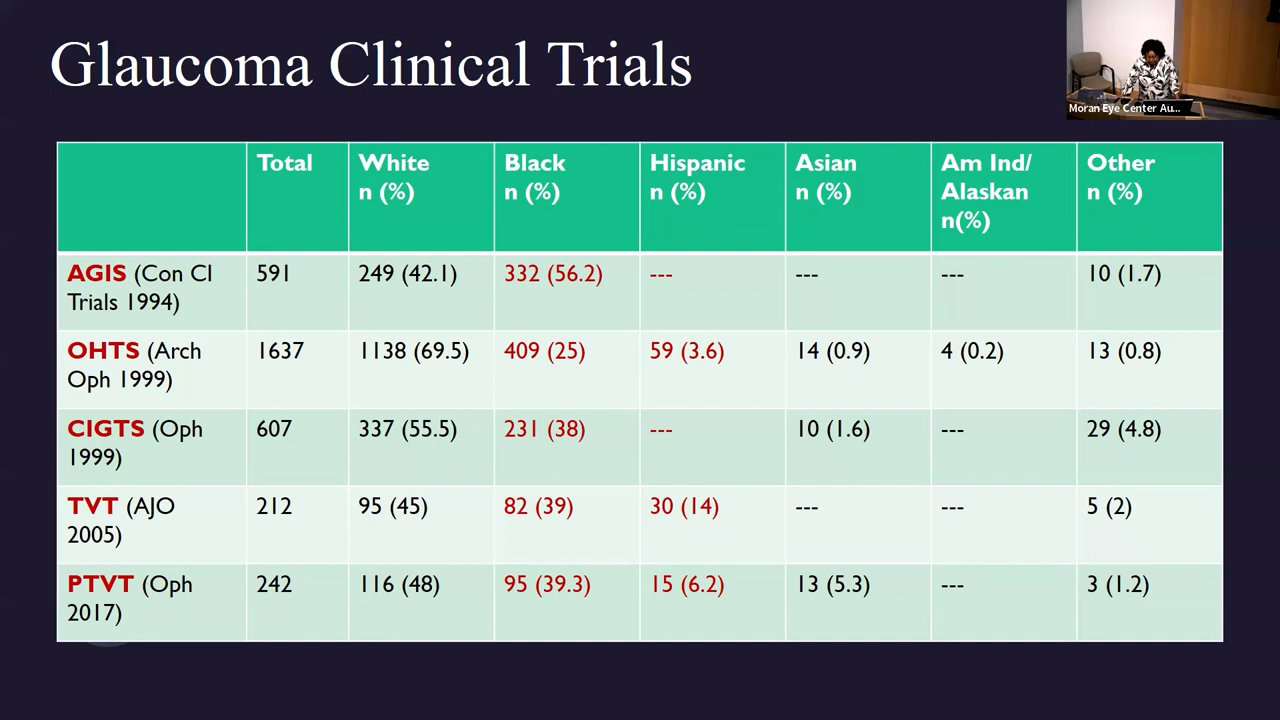 Glaucoma Clinical Trials
Moran Eye Center Au...
Total
White
n (%)
Black
n (%)
Hispanic
n (%)
Asian
n (%)
Am Ind/
Alaskan
n(%)
Other
n (%)
AGIS (Con Cl
Trials 1994)
591
249 (42.1)
332 (56.2)
---
---
---
10 (1.7)
OHTS (Arch
Oph 1999)
1637
1138 (69.5)
409 (25)
59 (3.6)
14 (0.9)
4 (0.2)
13 (0.8)
CIGTS (Oph
1999)
607
337 (55.5)
231 (38)
---
10 (1.6)
---
29 (4.8)
TVT (AJO
2005)
212
95 (45)
82 (39)
30 (14)
---
---
5 (2)
PTVT (Oph
2017)
242
116 (48)
95 (39.3)
15 (6.2)
13 (5.3)
---
3 (1.2)